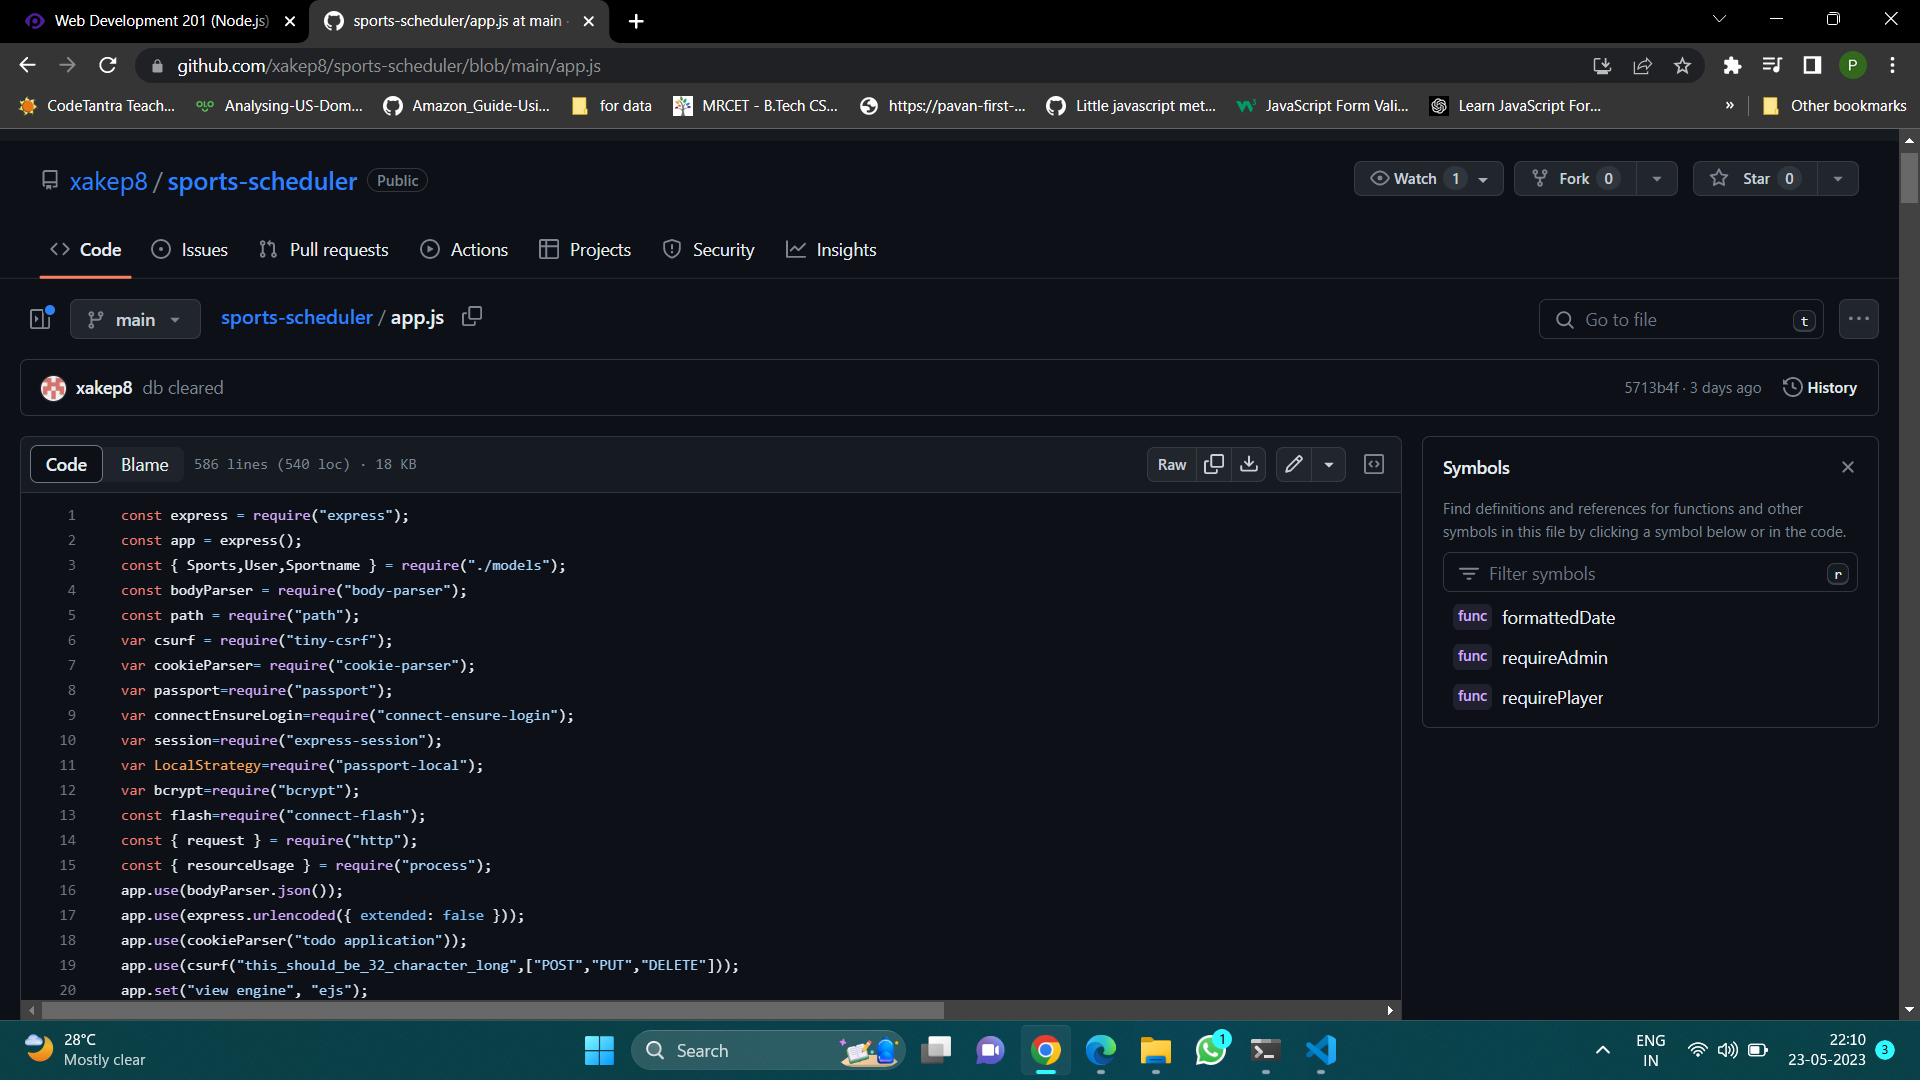 Web Development 201 (Node.js)
sports-scheduler/app.js at main ·
github.com/xakep8/sports-scheduler/blob/main/app.js
P
CodeTantra Teach...
Analysing-US-Dom...
Amazon_Guide-Usi...
for data
MRCET - B.Tech CS...
https://pavan-first-...
Little javascript met...
JavaScript Form Vali...
Learn JavaScript For...
»
Other bookmarks
xakep8 / sports-scheduler Public
Watch 1
Fork 0
Star 0
Code
Issues
Pull requests
Actions
Projects
Security
Insights
main
sports-scheduler / app.js
Go to file t
xakep8 db cleared
5713b4f · 3 days ago
History
Code Blame 586 lines (540 loc) · 18 KB
Raw
1 const express = require("express");
2 const app = express();
3 const { Sports,User,Sportname } = require("./models");
4 const bodyParser = require("body-parser");
5 const path = require("path");
6 var csurf = require("tiny-csrf");
7 var cookieParser= require("cookie-parser");
8 var passport=require("passport");
9 var connectEnsureLogin=require("connect-ensure-login");
10 var session=require("express-session");
11 var LocalStrategy=require("passport-local");
12 var bcrypt=require("bcrypt");
13 const flash=require("connect-flash");
14 const { request } = require("http");
15 const { resourceUsage } = require("process");
16 app.use(bodyParser.json());
17 app.use(express.urlencoded({ extended: false }));
18 app.use(cookieParser("todo application"));
19 app.use(csurf("this_should_be_32_character_long",["POST","PUT","DELETE"]));
20 app.set("view engine", "ejs");
Symbols
Find definitions and references for functions and other
symbols in this file by clicking a symbol below or in the code.
Filter symbols r
func formattedDate
func requireAdmin
func requirePlayer
28°C
Mostly clear
Search
1
ENG
IN
22:10
23-05-2023
3